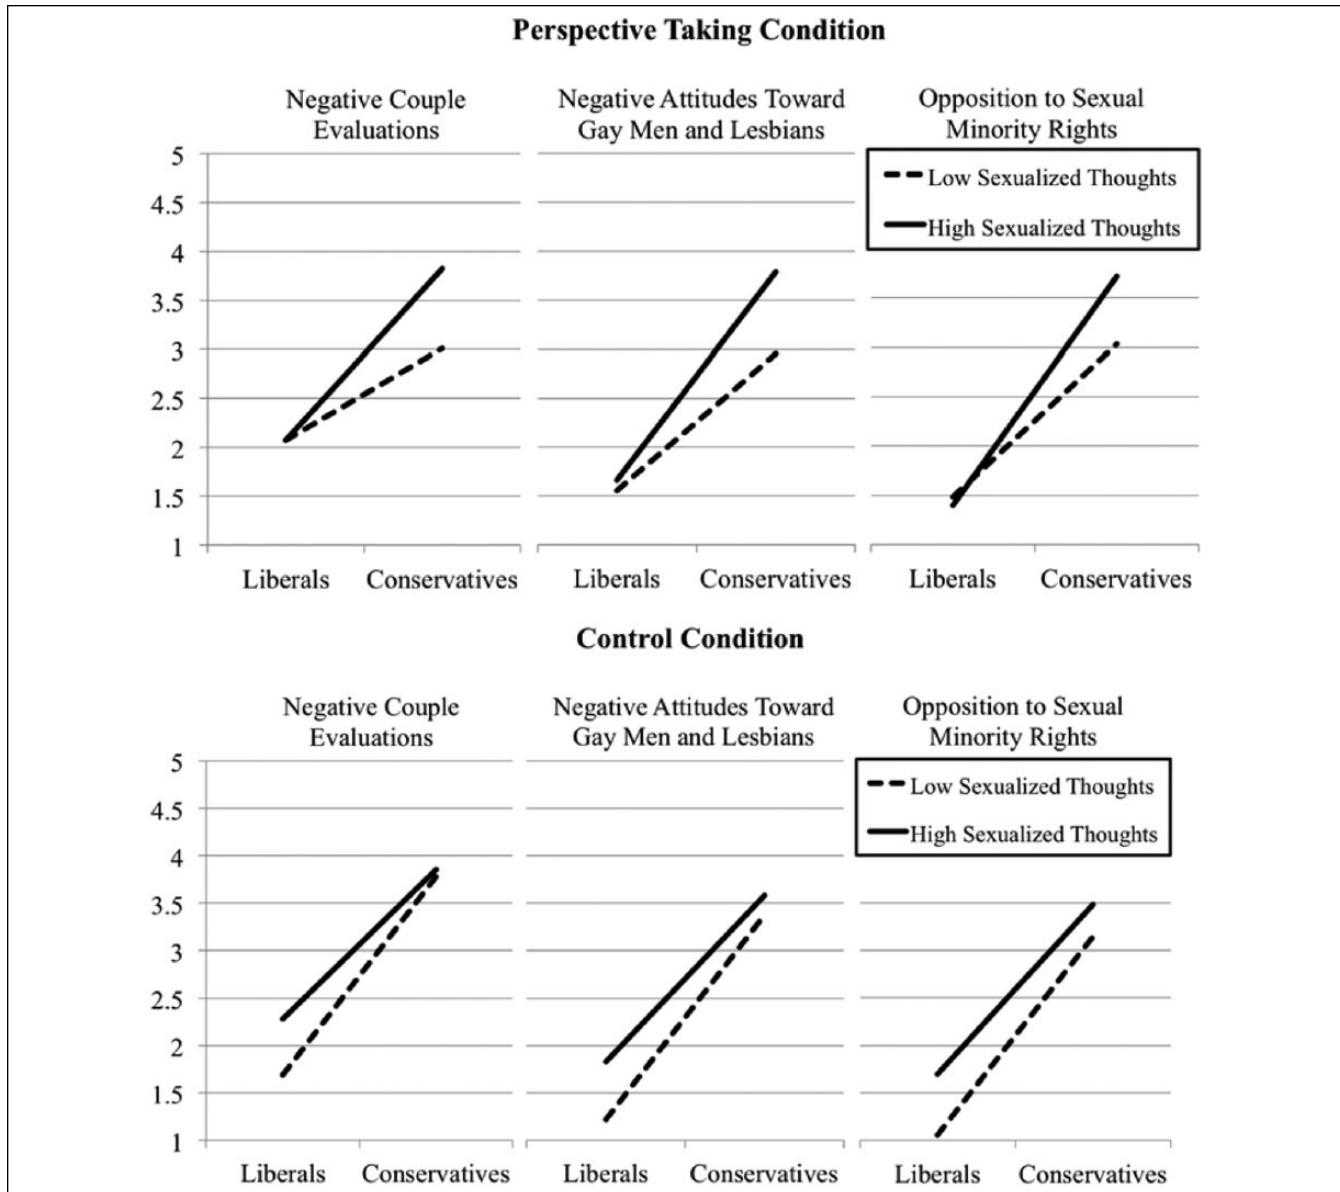 Perspective Taking Condition
Negative Couple
Evaluations
Negative Attitudes Toward
Gay Men and Lesbians
Opposition to Sexual
Minority Rights
Low Sexualized Thoughts
High Sexualized Thoughts
5
4.5
4
3.5
3
2.5
2
1.5
1
Liberals Conservatives
Liberals Conservatives
Liberals Conservatives
Control Condition
Negative Couple
Evaluations
Negative Attitudes Toward
Gay Men and Lesbians
Opposition to Sexual
Minority Rights
Low Sexualized Thoughts
High Sexualized Thoughts
5
4.5
4
3.5
3
2.5
2
1.5
1
Liberals Conservatives
Liberals Conservatives
Liberals Conservatives